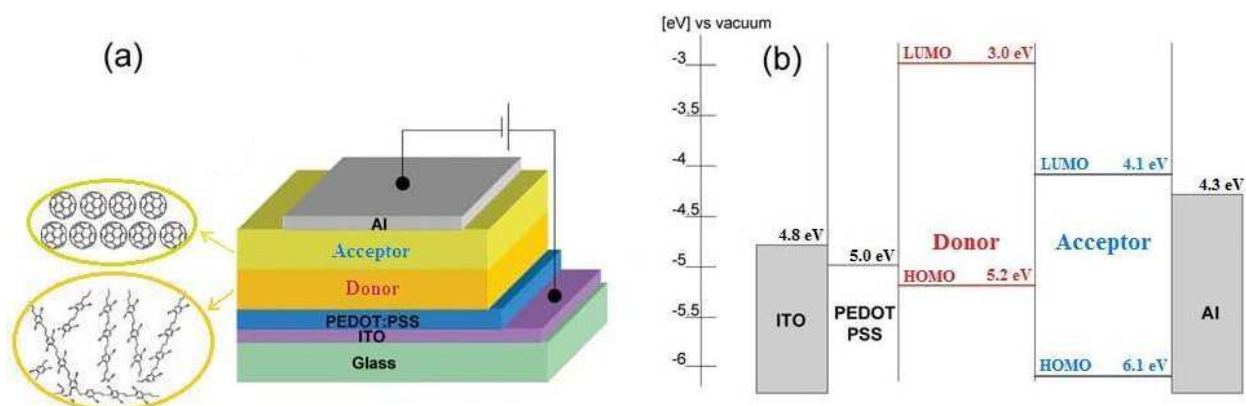 (a)
Al
Acceptor
Donor
PEDOT:PSS
ITO
Glass
[eV] vs vacuum
(b)
-3
-3.5
-4
-4.5
-5
-5.5
-6
LUMO 3.0 eV
LUMO 4.1 eV
4.3 eV
4.8 eV
5.0 eV
Donor
Acceptor
HOMO 5.2 eV
ITO
PEDOT
PSS
Al
HOMO 6.1 eV